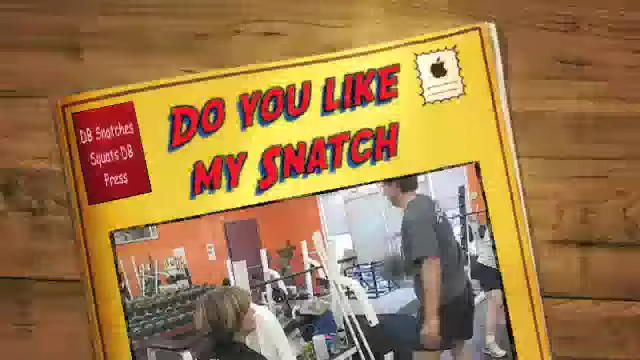 DO YOU LIKE
MY SNATCH
DB Snatches
Squats DB
Press